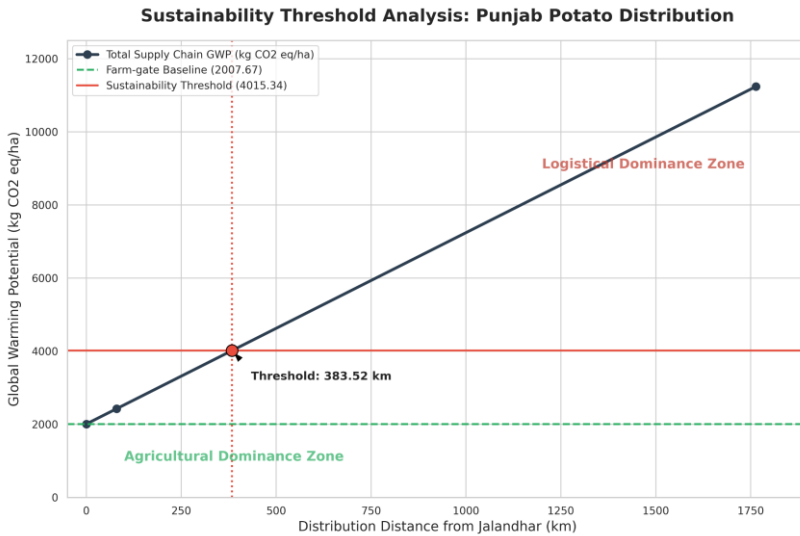 Sustainability Threshold Analysis: Punjab Potato Distribution
Total Supply Chain GWP (kg CO2 eq/ha)
Farm-gate Baseline (2007.67)
Sustainability Threshold (4015.34)
Global Warming Potential (kg CO2 eq/ha)
12000
10000
8000
6000
4000
2000
0
Logistical Dominance Zone
Threshold: 383.52 km
Agricultural Dominance Zone
0 250 500 750 1000 1250 1500 1750
Distribution Distance from Jalandhar (km)